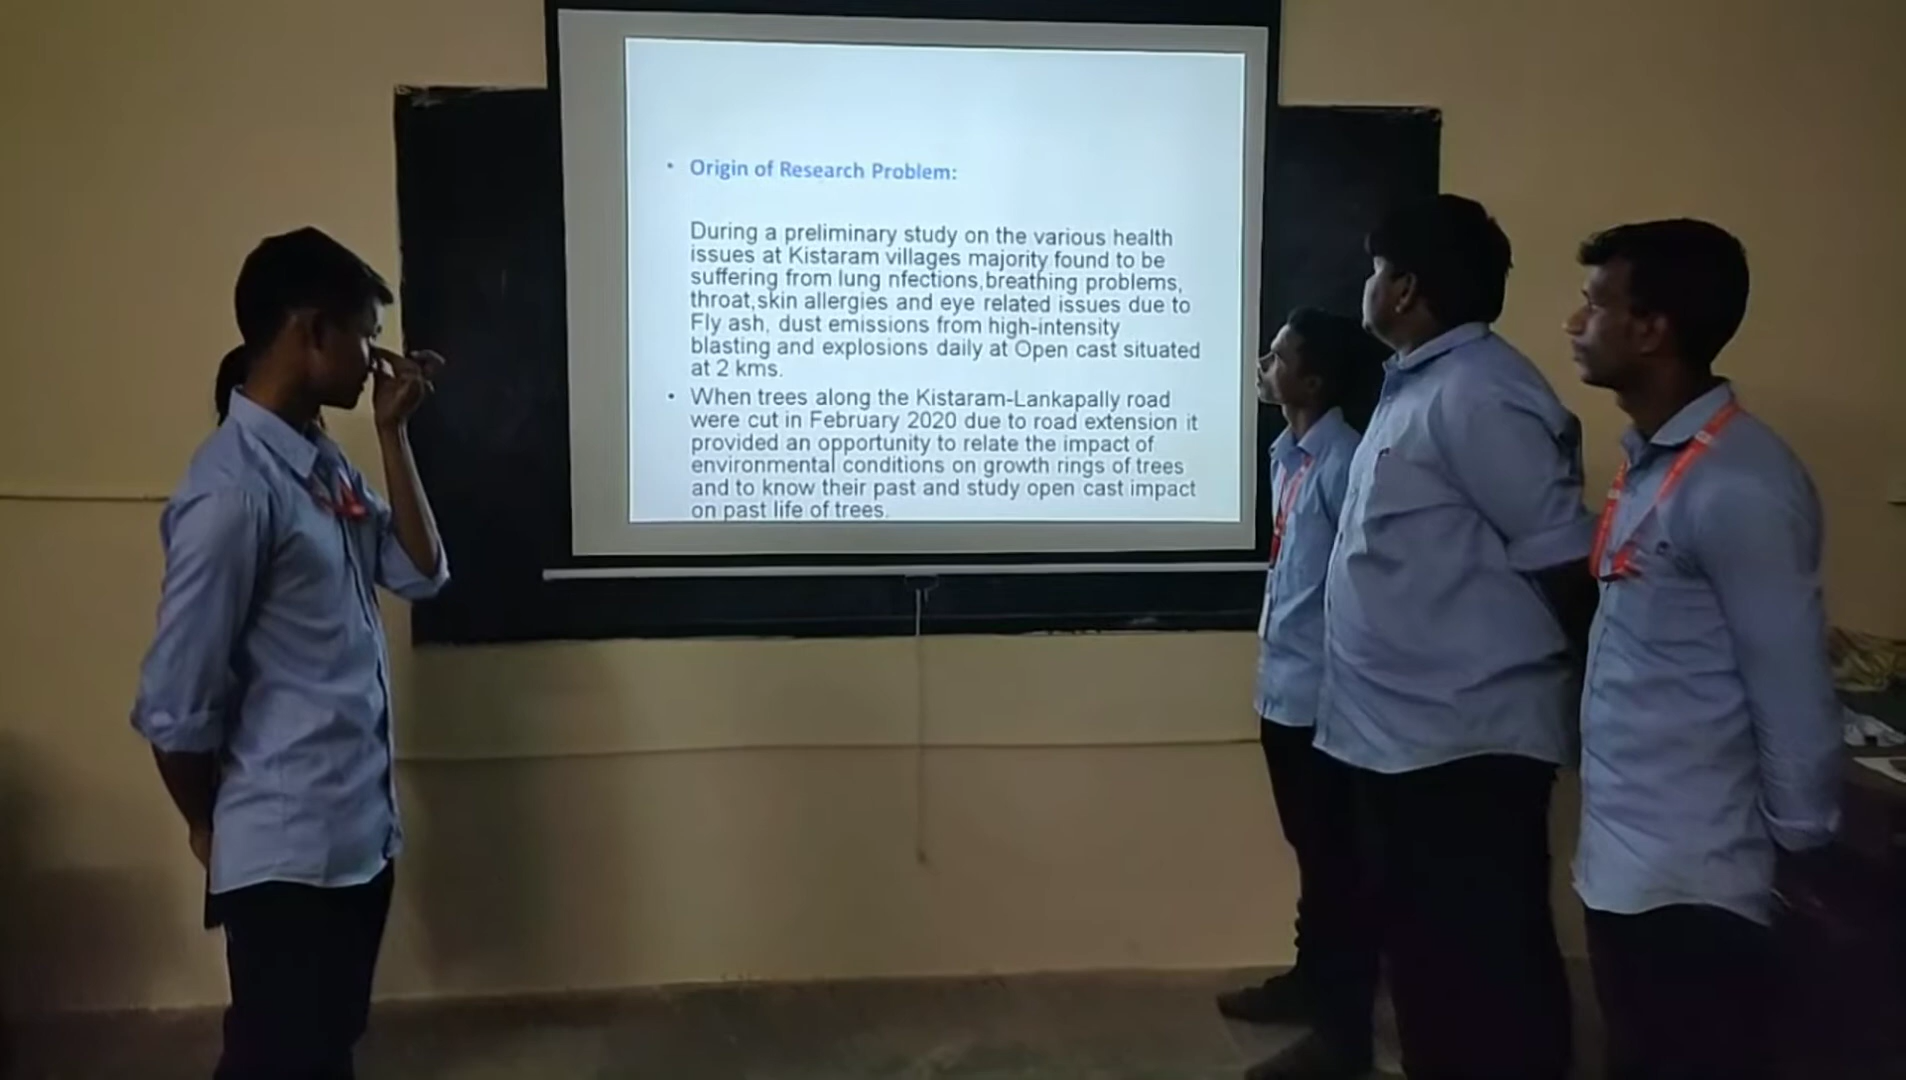 • Origin of Research Problem:
During a preliminary study on the various health
issues at Kistaram villages majority found to be
suffering from lung nfections,breathing problems,
throat,skin allergies and eye related issues due to
Fly ash, dust emissions from high-intensity
blasting and explosions daily at Open cast situated
at 2 kms.
• When trees along the Kistaram-Lankapally road
were cut in February 2020 due to road extension it
provided an opportunity to relate the impact of
environmental conditions on growth rings of trees
and to know their past and study open cast impact
on past life of trees.